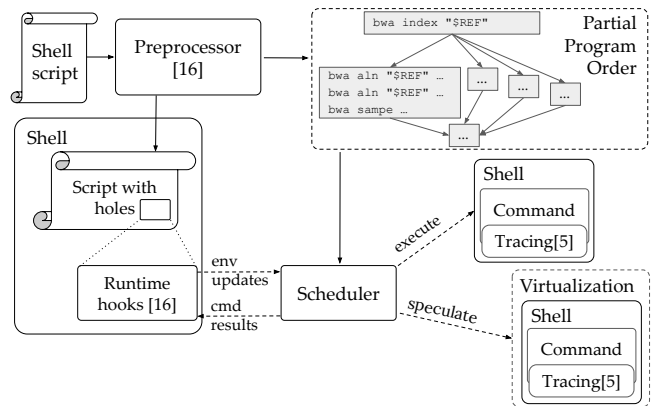 Shell
script
Preprocessor
[16]
bwa index "$REF"
bwa aln "$REF" …
bwa aln "$REF" …
bwa sampe …
...
...
...
...
Partial
Program
Order
Shell
Script with
holes
Runtime
hooks [16]
env
updates
cmd
results
Scheduler
execute
speculate
Shell
Command
Tracing[5]
Virtualization
Shell
Command
Tracing[5]